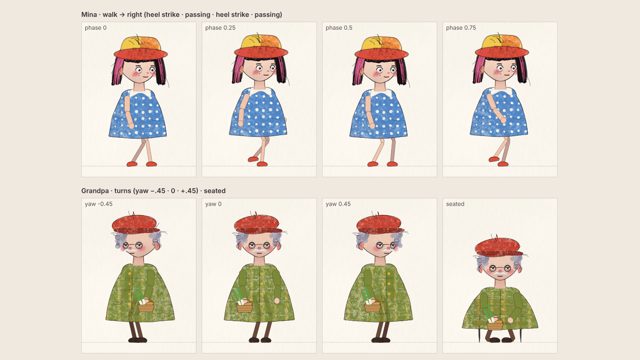 Mina · walk → right (heel strike · passing · heel strike · passing)
phase 0
phase 0.25
phase 0.5
phase 0.75
Grandpa · turns (yaw −.45 · 0 · +.45) · seated
yaw -0.45
yaw 0
yaw 0.45
seated